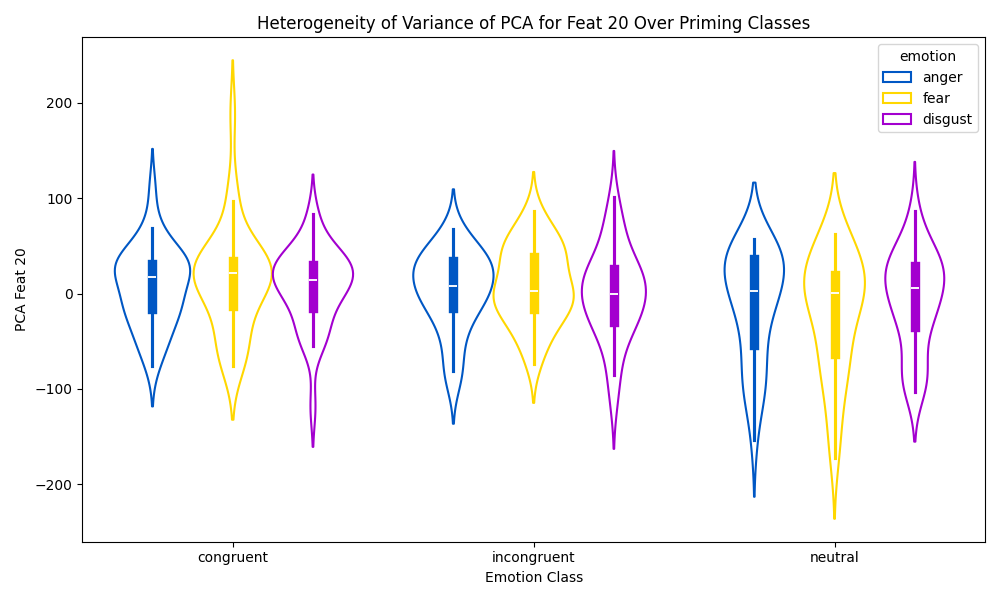 Heterogeneity of Variance of PCA for Feat 20 Over Priming Classes
emotion
anger
fear
disgust
200
100
0
−100
−200
PCA Feat 20
congruent
incongruent
neutral
Emotion Class